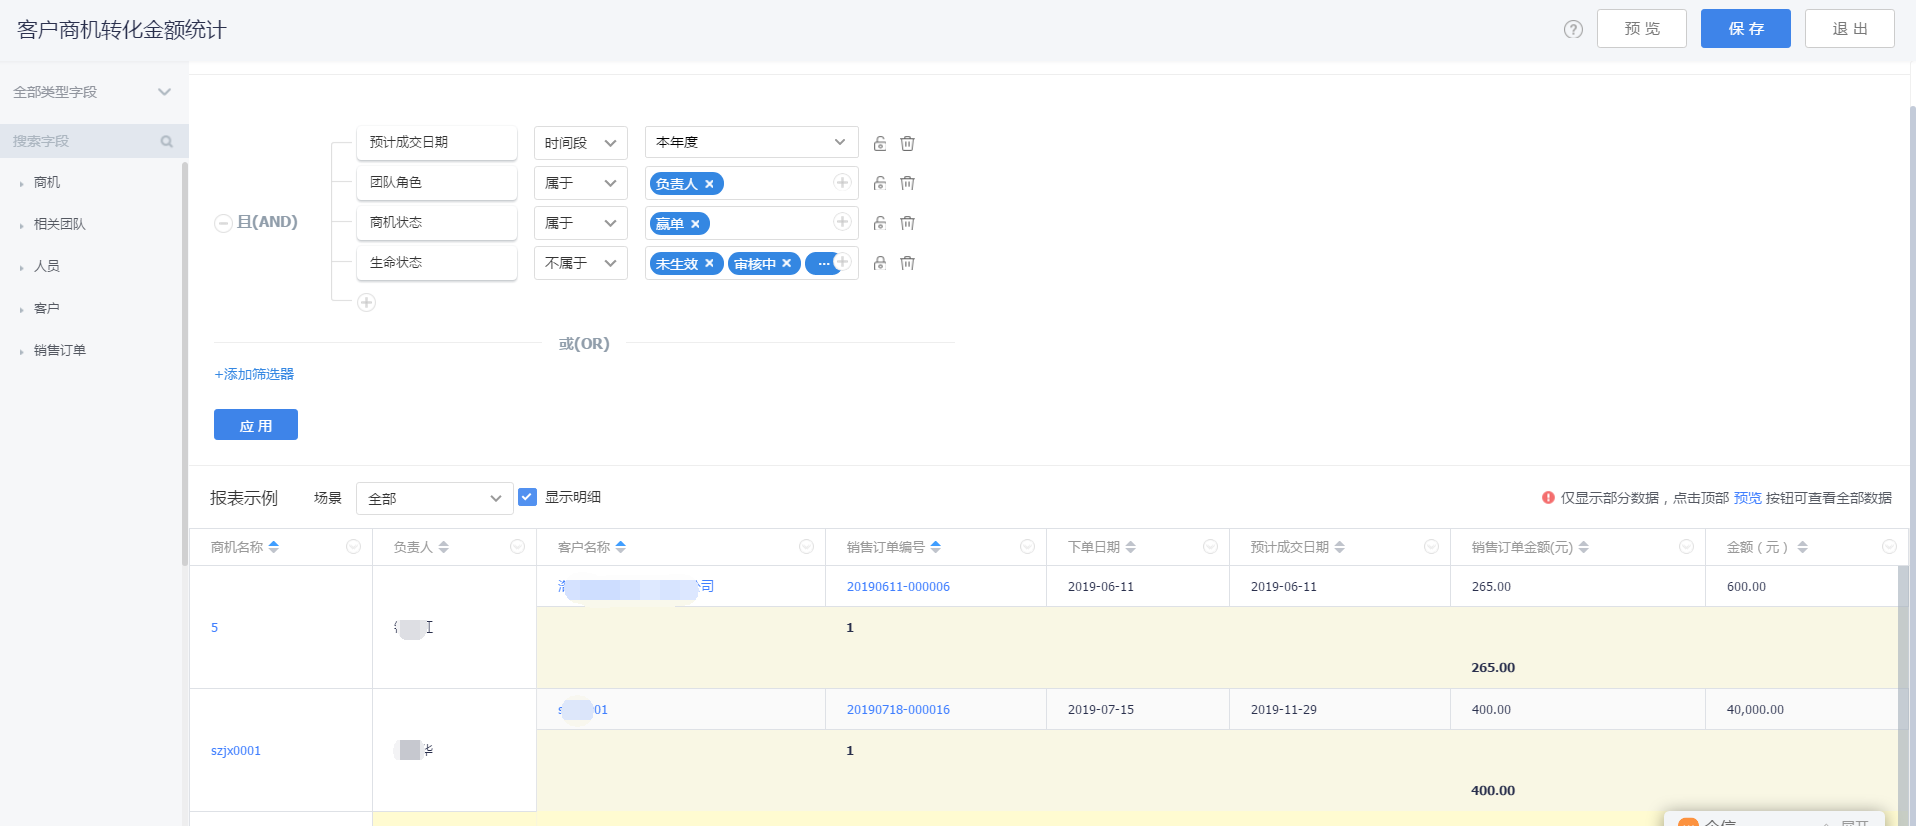 客户商机转化金额统计
? 预 览 保 存 退 出
全部类型字段
搜索字段
商机
相关团队
人员
客户
销售订单
且(AND)
预计成交日期 时间段 本年度
团队角色 属于 负责人 ×
商机状态 属于 赢单 ×
生命状态 不属于 未生效 × 审核中 × ...
或(OR)
+添加筛选器
应 用
报表示例 场景 全部 显示明细 仅显示部分数据，点击顶部 预览 按钮可查看全部数据
商机名称 负责人 客户名称 销售订单编号 下单日期 预计成交日期 销售订单金额(元) 金额（元）
公司 20190611-000006 2019-06-11 2019-06-11 265.00 600.00
5 1
265.00
01 20190718-000016 2019-07-15 2019-11-29 400.00 40,000.00
szjx0001 华 1
400.00